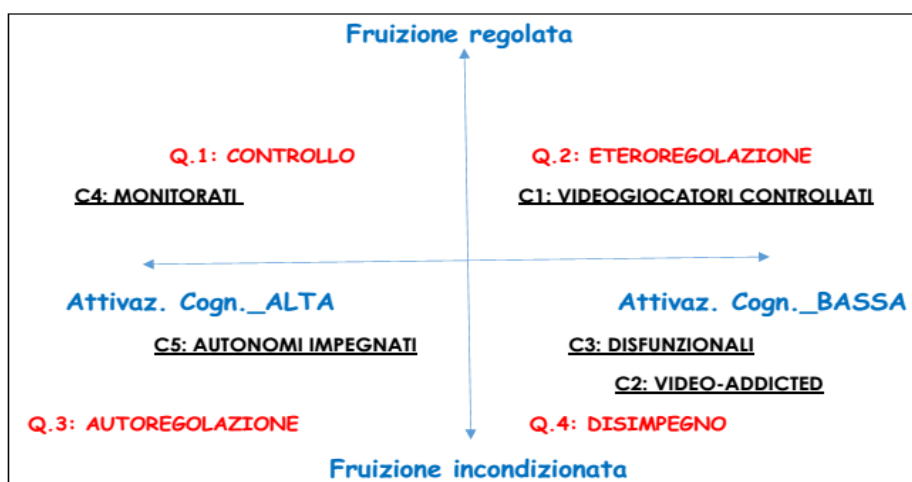 Fruizione regolata
Q.1: CONTROLLO
Q.2: ETEROREGOLAZIONE
C4: MONITORATI
C1: VIDEOGIOCATORI CONTROLLATI
Attivaz. Cogn._ALTA
Attivaz. Cogn._BASSA
C5: AUTONOMI IMPEGNATI
C3: DISFUNZIONALI
C2: VIDEO-ADDICTED
Q.3: AUTOREGOLAZIONE
Q.4: DISIMPEGNO
Fruizione incondizionata